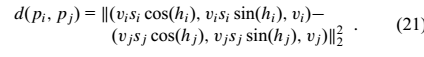 d(p_i, p_j) = ‖(v_i s_i cos(h_i), v_i s_i sin(h_i), v_i)−
(v_j s_j cos(h_j), v_j s_j sin(h_j), v_j)‖_2^2 . (21)